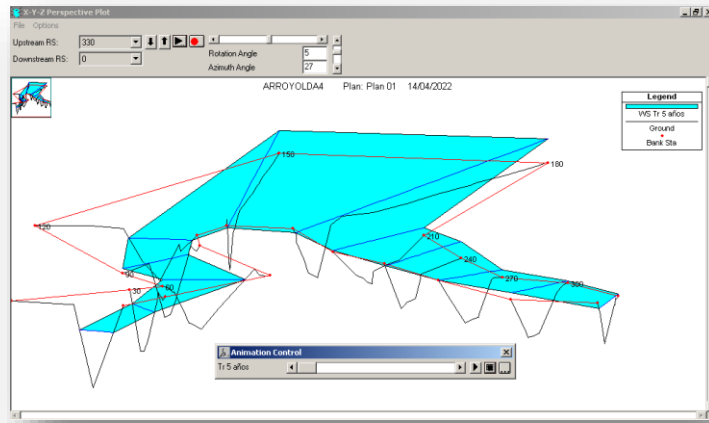 X-Y-Z Perspective Plot
File Options
Upstream RS: 330
Downstream RS: 0
Rotation Angle 5
Azimuth Angle 27
ARROYOLDA4 Plan: Plan 01 14/04/2022
Legend
WS Tr 5 años
Ground
Bank Sta
150
180
120
210
240
90
270
300
30
60
Animation Control
Tr 5 años